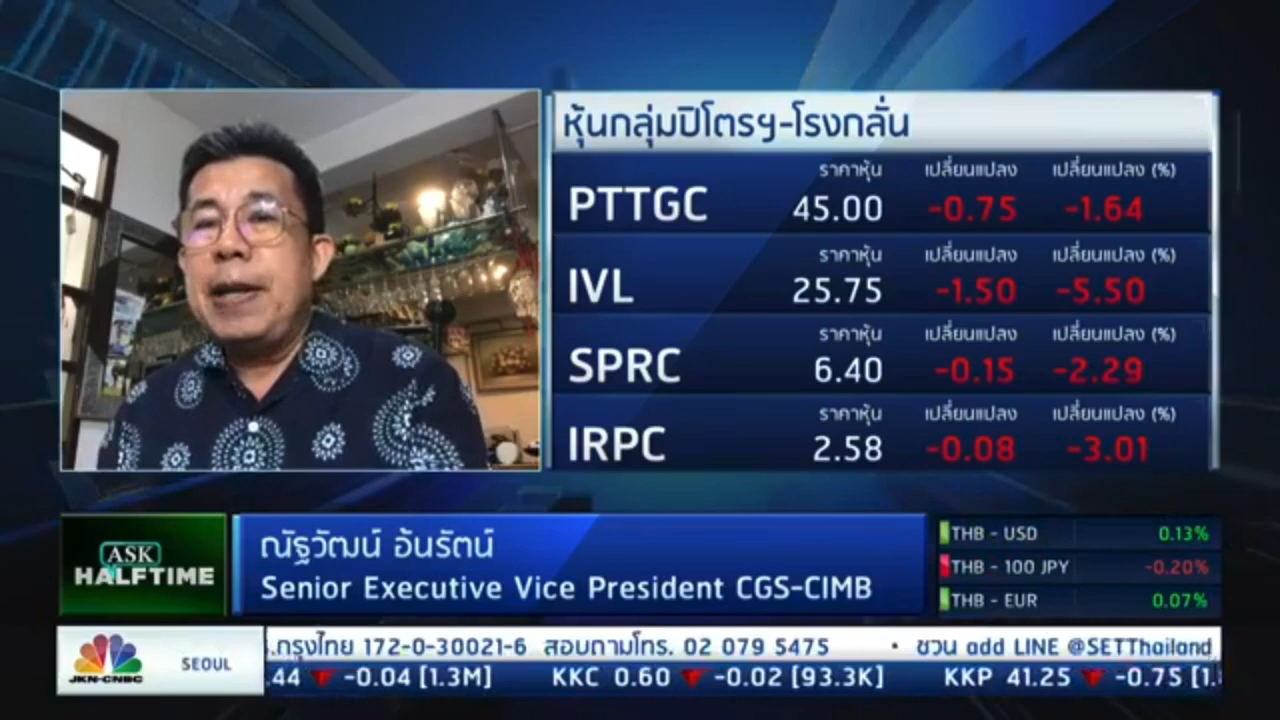 หุ้นกลุ่มปิโตรฯ-โรงกลั่น
ราคาหุ้น เปลี่ยนแปลง เปลี่ยนแปลง (%)
PTTGC 45.00 -0.75 -1.64
ราคาหุ้น เปลี่ยนแปลง เปลี่ยนแปลง (%)
IVL 25.75 -1.50 -5.50
ราคาหุ้น เปลี่ยนแปลง เปลี่ยนแปลง (%)
SPRC 6.40 -0.15 -2.29
ราคาหุ้น เปลี่ยนแปลง เปลี่ยนแปลง (%)
IRPC 2.58 -0.08 -3.01
ASK
HALFTIME
ณัฐวัฒน์ อ้นรัตน์
Senior Executive Vice President CGS-CIMB
THB - USD 0.13%
THB - 100 JPY -0.20%
THB - EUR 0.07%
JKN-CNBC
SEOUL
.กรุงไทย 172-0-30021-6 สอบถามโทร. 02 079 5475 • ชวน add LINE @SETThailand
.44 -0.04 [1.3M] KKC 0.60 -0.02 [93.3K] KKP 41.25 -0.75 [1.